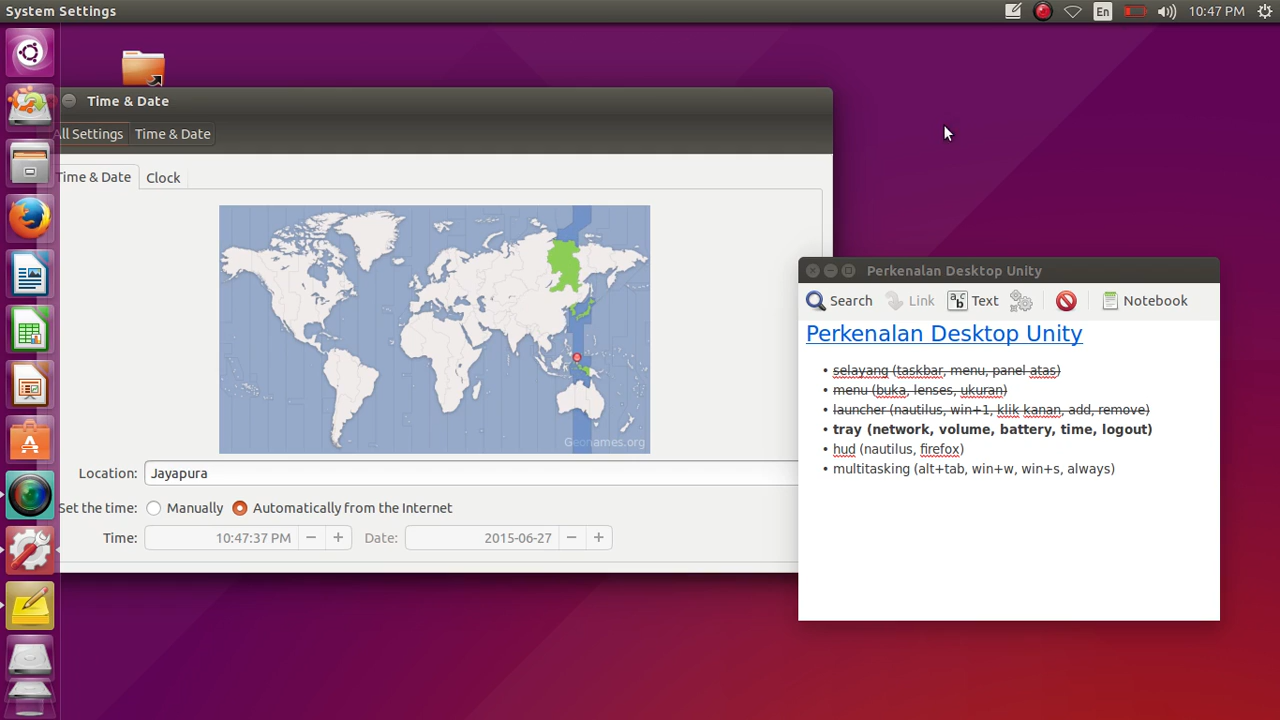 System Settings
En
10:47 PM
Time & Date
All Settings
Time & Date
Time & Date
Clock
Geonames.org
Location:
Jayapura
Set the time:
Manually
Automatically from the Internet
Time:
10:47:37 PM
Date:
2015-06-27
Perkenalan Desktop Unity
Search
Link
Text
Notebook
Perkenalan Desktop Unity
• selayang (taskbar, menu, panel atas)
• menu (buka, lenses, ukuran)
• launcher (nautilus, win+1, klik kanan, add, remove)
• tray (network, volume, battery, time, logout)
• hud (nautilus, firefox)
• multitasking (alt+tab, win+w, win+s, always)